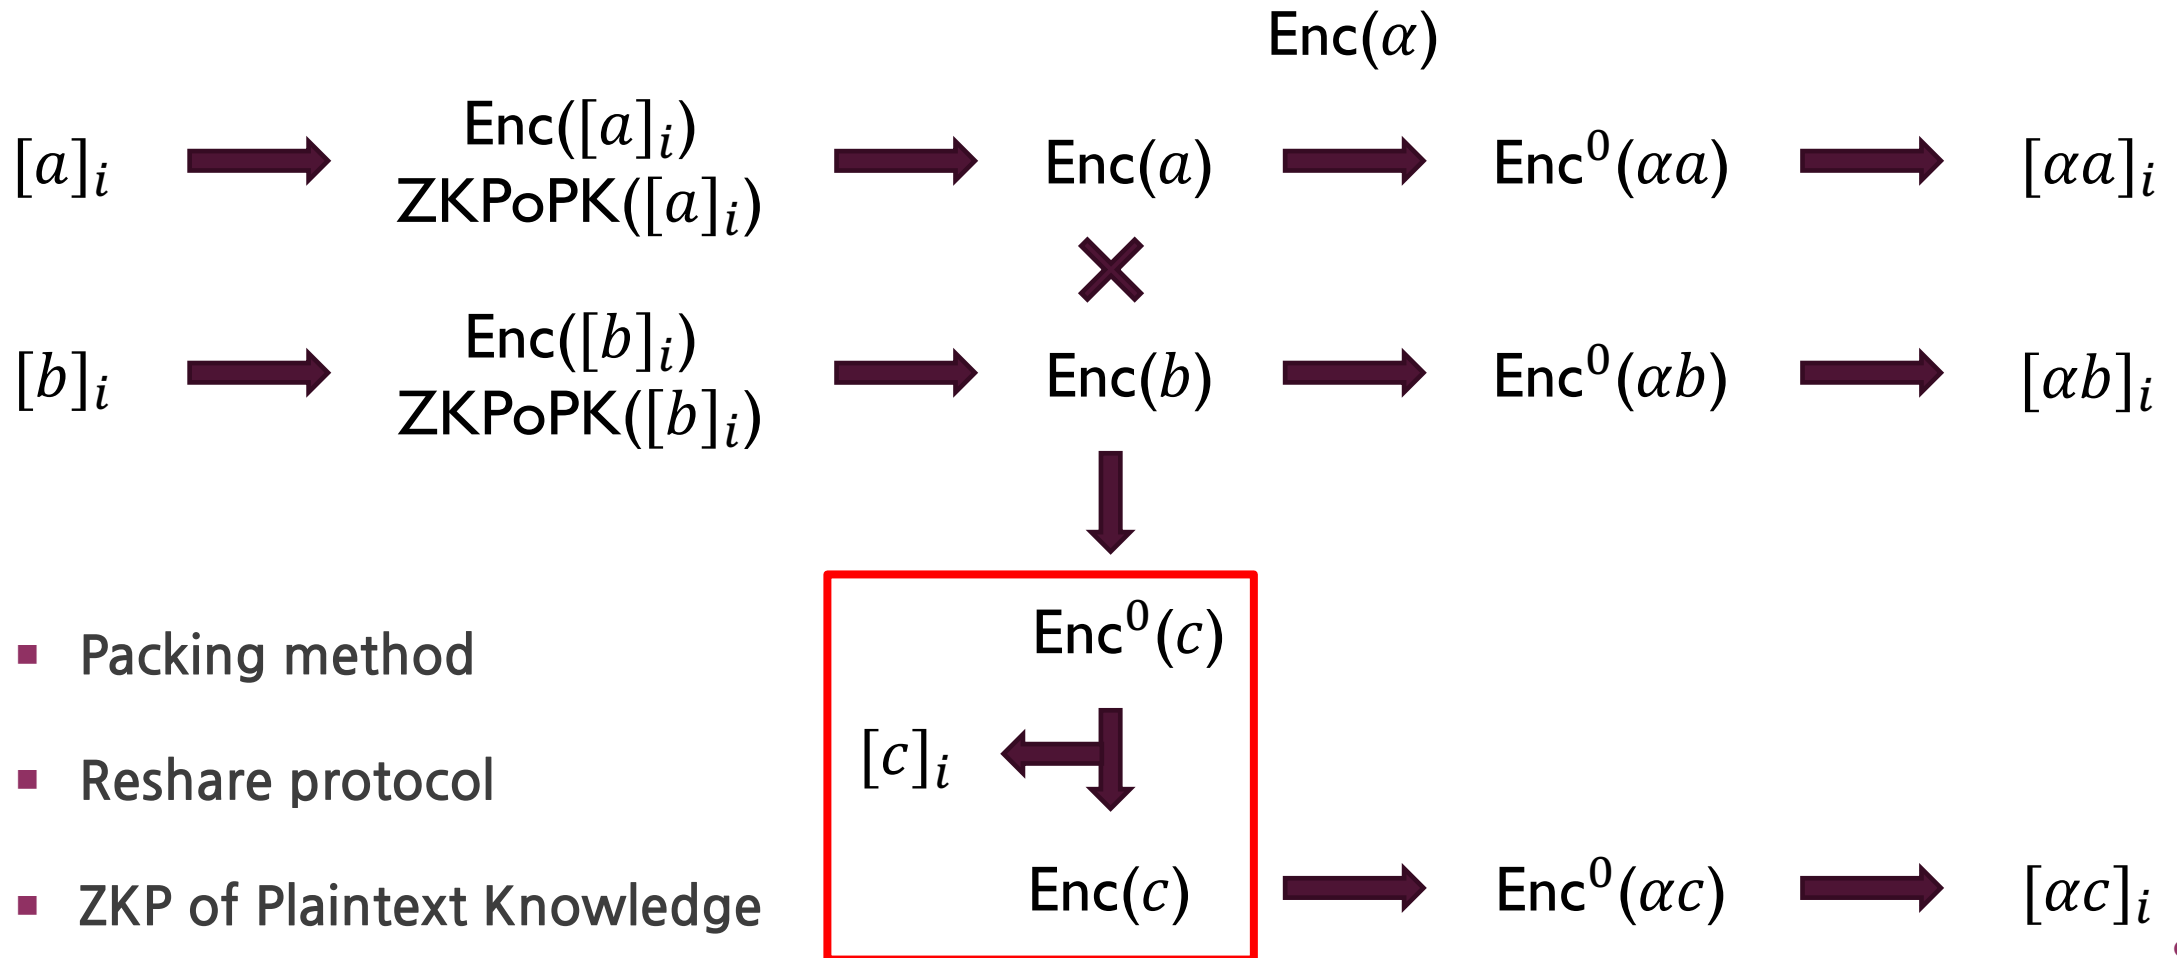 Enc(α)
[a]ᵢ Enc([a]ᵢ) Enc(a) Enc⁰(αa) [αa]ᵢ
ZKPoPK([a]ᵢ)
×
[b]ᵢ Enc([b]ᵢ) Enc(b) Enc⁰(αb) [αb]ᵢ
ZKPoPK([b]ᵢ)
Enc⁰(c)
▪ Packing method
[c]ᵢ
▪ Reshare protocol
Enc(c) Enc⁰(αc) [αc]ᵢ
▪ ZKP of Plaintext Knowledge